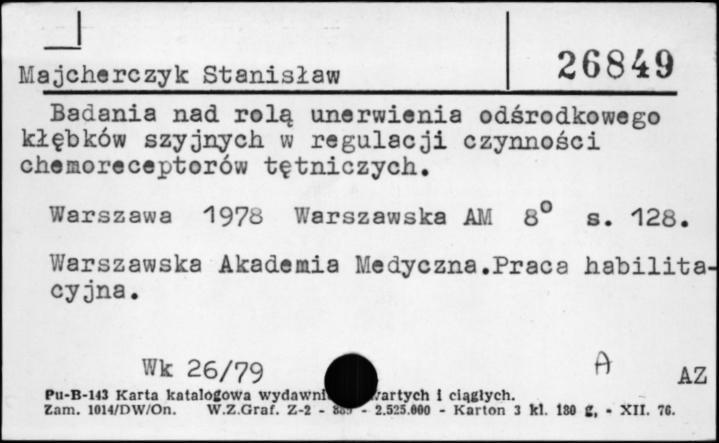 26849
Majcherczyk Stanisław
Badania nad rolą unerwienia odśrodkowego
kłębków szyjnych w regulacji czynności
chemoreceptorów tętniczych.
Warszawa 1978 Warszawska AM 8° s. 128.
Warszawska Akademia Medyczna.Praca habilita-
cyjna.
Wk 26/79
A
AZ
Pu-B-143 Karta katalogowa wydawni artych i ciągłych.
Zam. 1014/DW/On. W.Z.Graf. Z-2 - - 2.525.000 - Karton 3 kl. 180 g, - XII. 76.